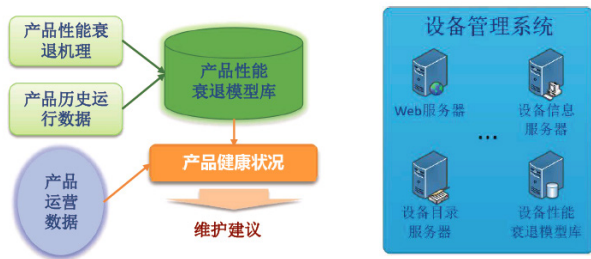 产品性能衰
退机理
产品历史运
行数据
产品
运营
数据
产品性能
衰退模型库
产品健康状况
维护建议
设备管理系统
Web服务器
设备信息
服务器
...
设备目录
服务器
设备性能
衰退模型库